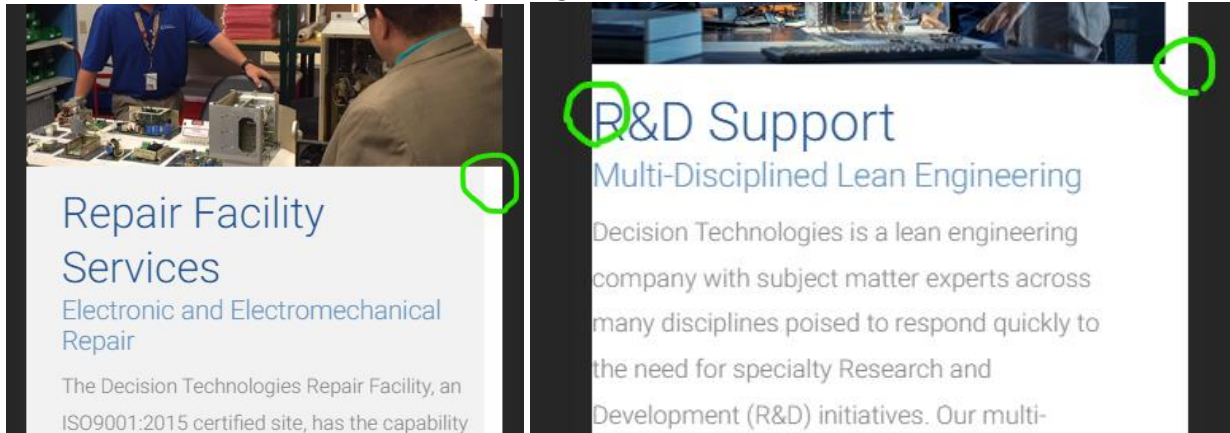 Repair Facility
Services
Electronic and Electromechanical
Repair
The Decision Technologies Repair Facility, an
ISO9001:2015 certified site, has the capability
R&D Support
Multi-Disciplined Lean Engineering
Decision Technologies is a lean engineering
company with subject matter experts across
many disciplines poised to respond quickly to
the need for specialty Research and
Development (R&D) initiatives. Our multi-